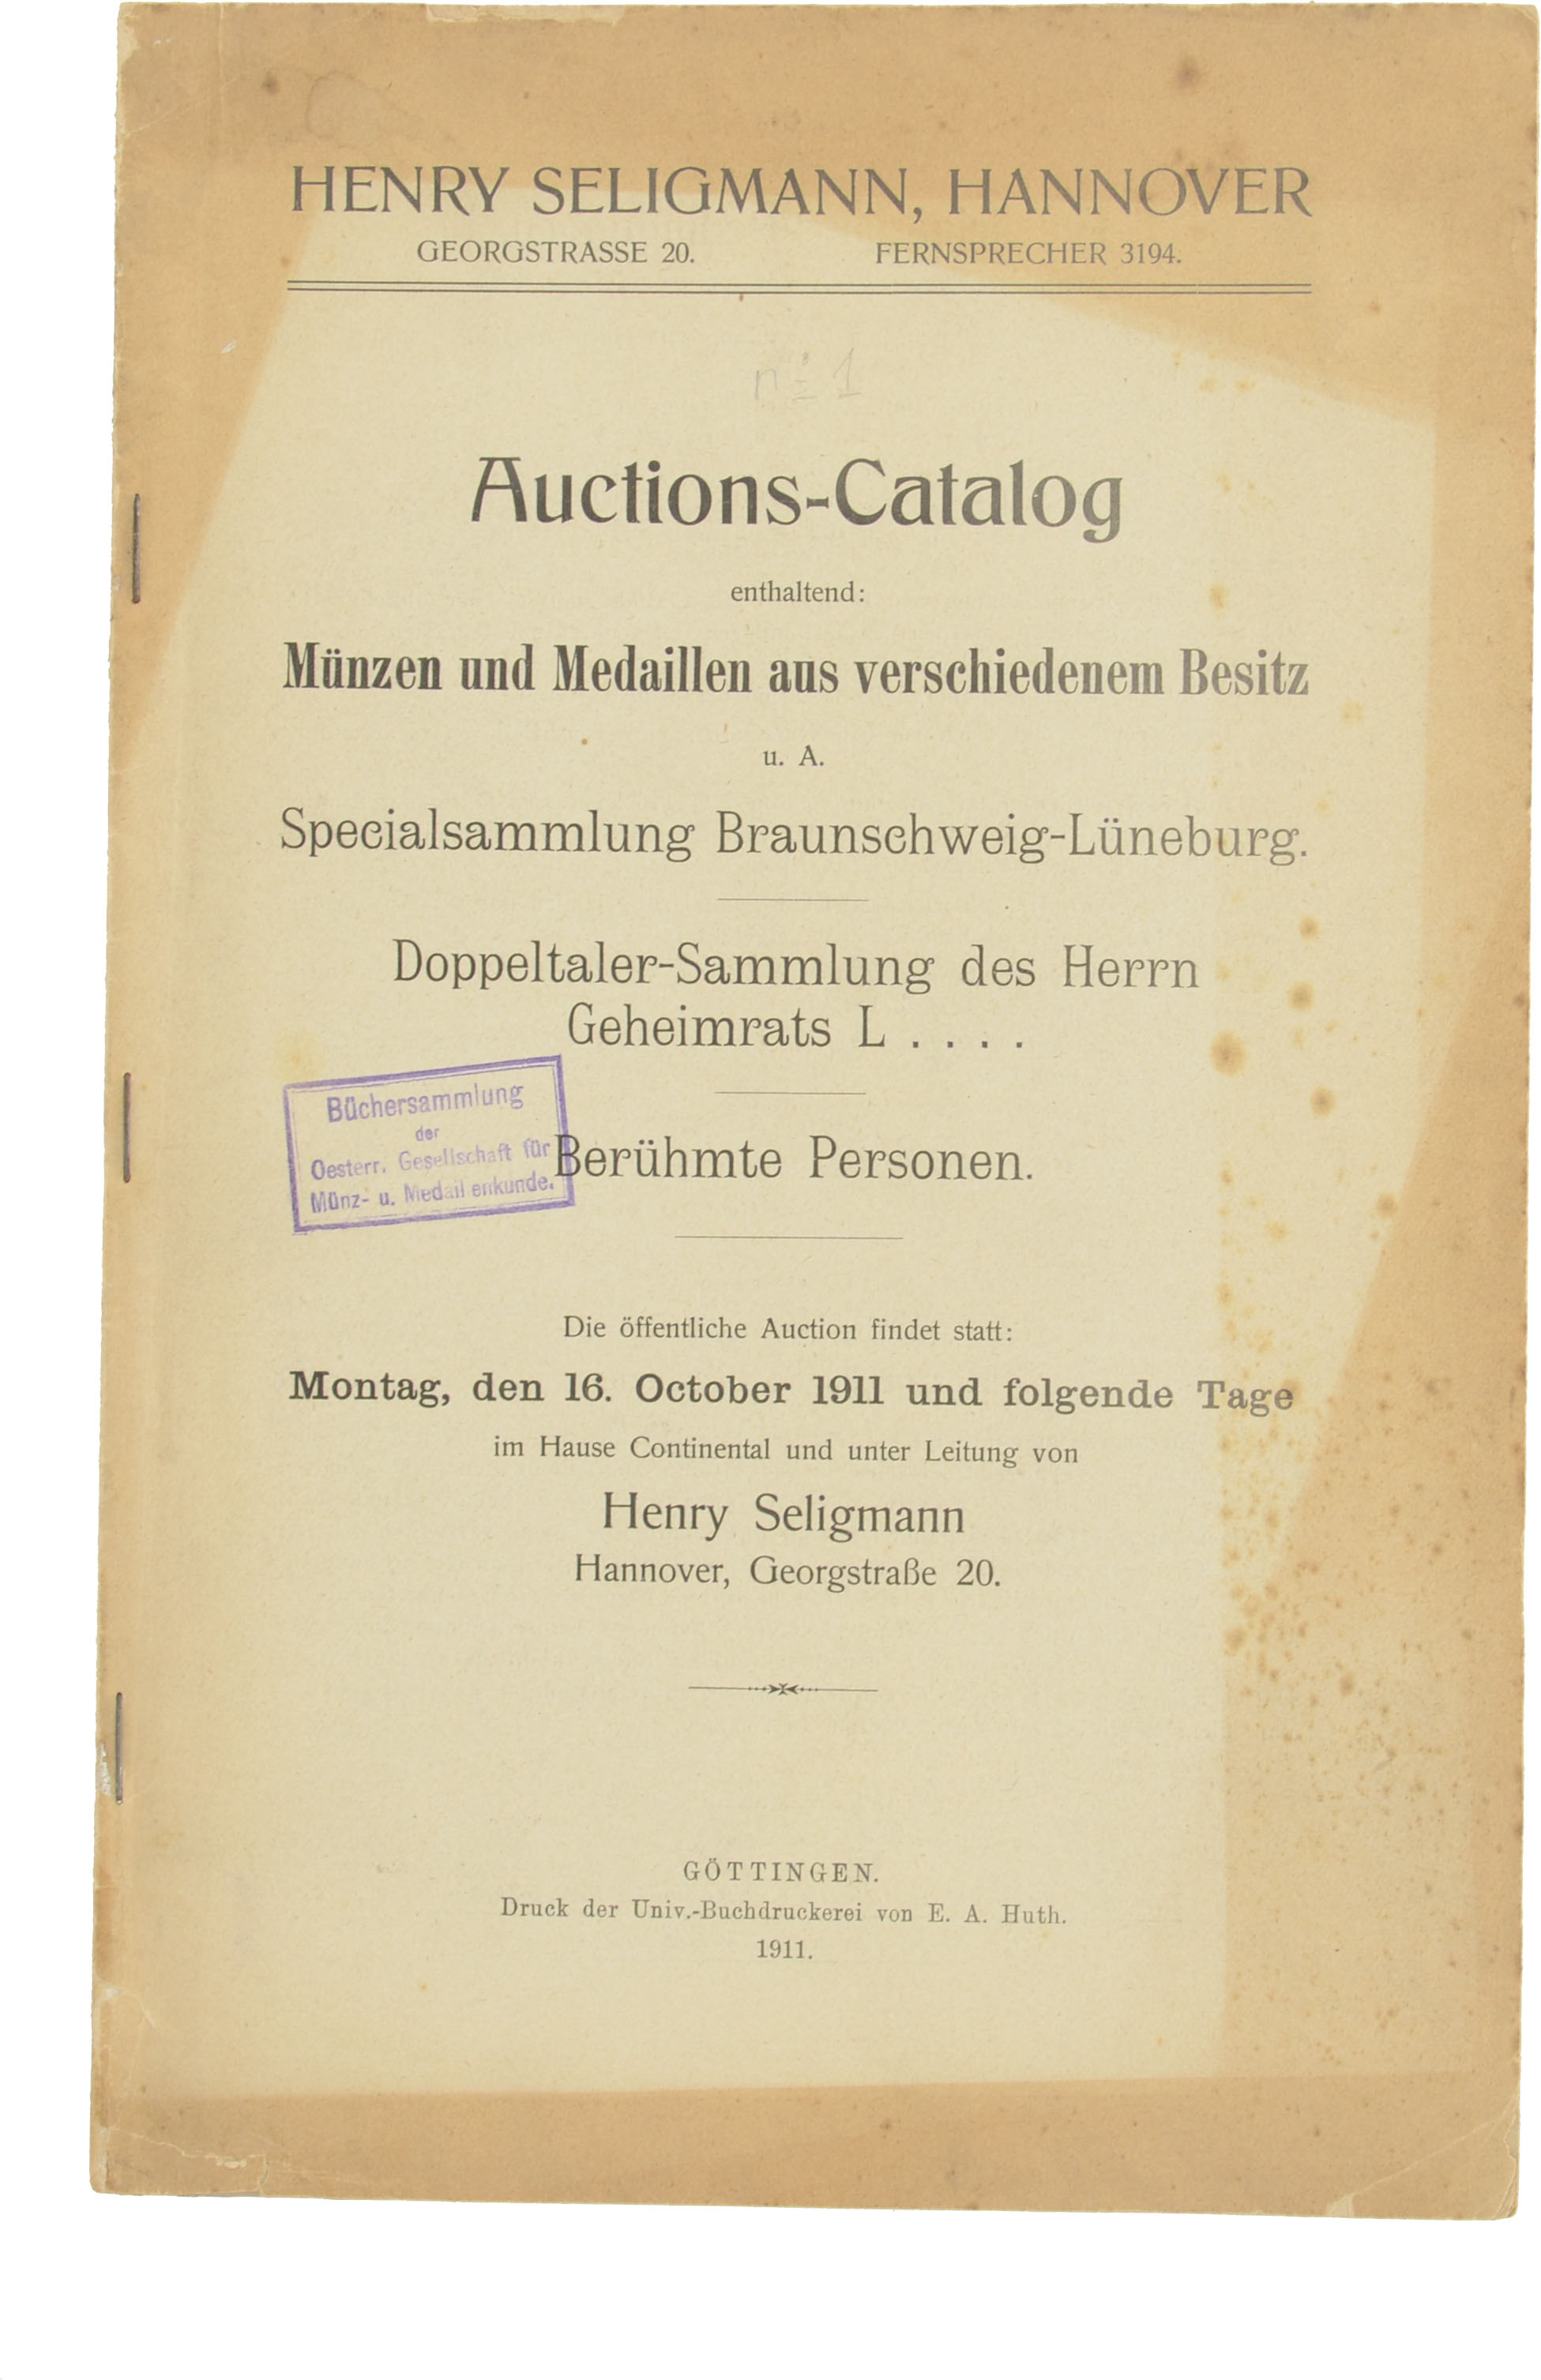 HENRY SELIGMANN, HANNOVER
GEORGSTRASSE 20. FERNSPRECHER 3194.
nº 1
Auctions-Catalog
enthaltend:
Münzen und Medaillen aus verschiedenem Besitz
u. A.
Specialsammlung Braunschweig-Lüneburg.
Doppeltaler-Sammlung des Herrn
Geheimrats L . . . .
Büchersammlung
der
Oesterr. Gesellschaft für
Münz- u. Medaillenkunde.
Berühmte Personen.
Die öffentliche Auction findet statt:
Montag, den 16. October 1911 und folgende Tage
im Hause Continental und unter Leitung von
Henry Seligmann
Hannover, Georgstraße 20.
GÖTTINGEN.
Druck der Univ.-Buchdruckerei von E. A. Huth.
1911.